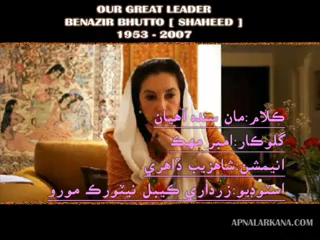 OUR GREAT LEADER
BENAZIR BHUTTO [ SHAHEED ]
1953 - 2007
ڪلام:مان سنڌ آهيان
گلوڪار:امير مهڪ
انيمشن شاهزيب ڏاهري
اسٽوڊيو:زرداري ڪيبل نيٽورڪ مورو
APNALARKANA.COM